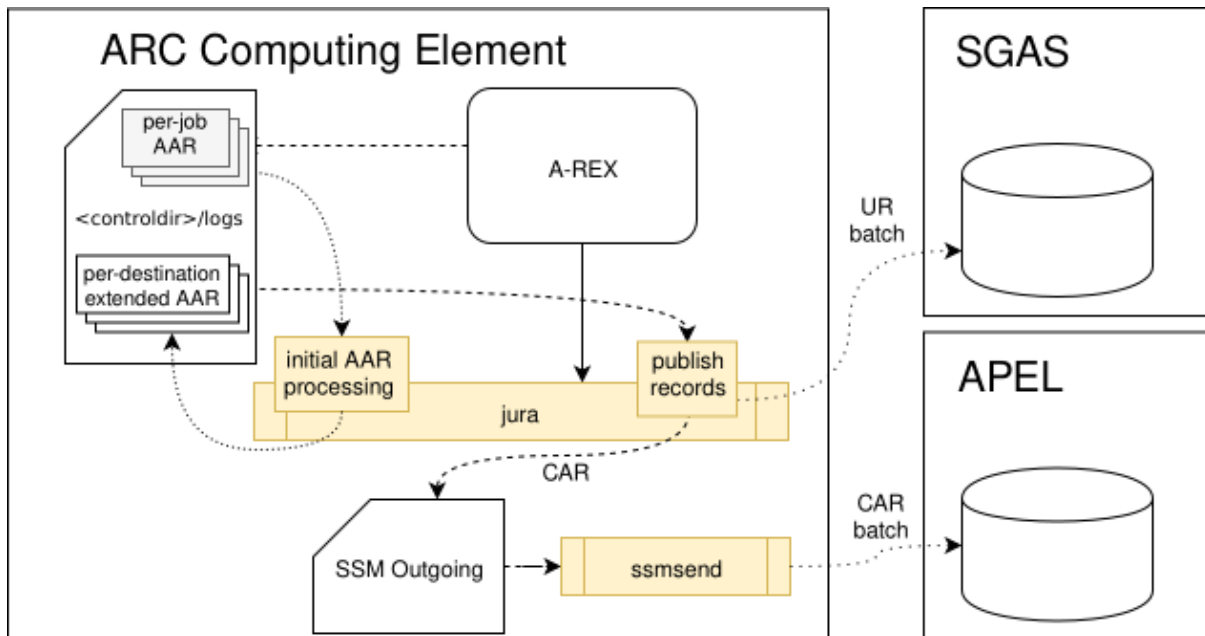 ARC Computing Element
per-job
AAR
<controldir>/logs
per-destination
extended AAR
A-REX
initial AAR
processing
publish
records
jura
CAR
SSM Outgoing
ssmsend
UR
batch
CAR
batch
SGAS
APEL